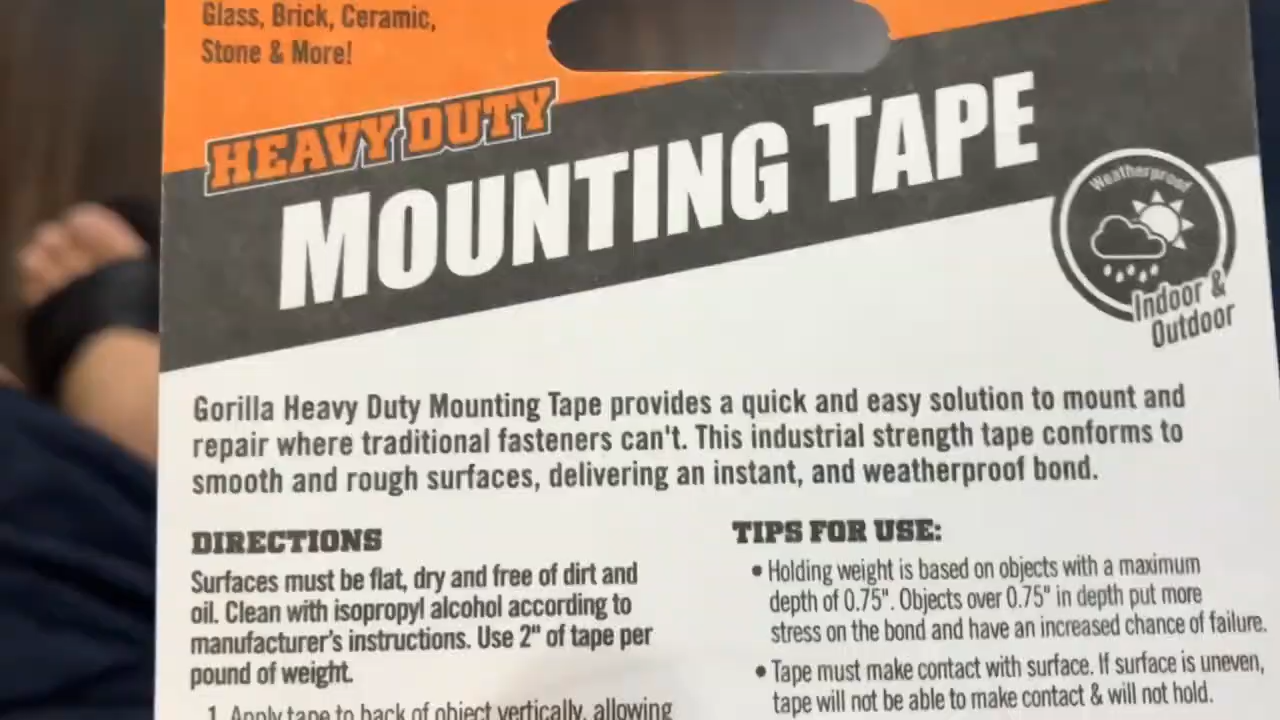 Glass, Brick, Ceramic,
Stone & More!
HEAVY DUTY
MOUNTING TAPE
Weatherproof
Indoor &
Outdoor
Gorilla Heavy Duty Mounting Tape provides a quick and easy solution to mount and
repair where traditional fasteners can't. This industrial strength tape conforms to
smooth and rough surfaces, delivering an instant, and weatherproof bond.
DIRECTIONS
Surfaces must be flat, dry and free of dirt and
oil. Clean with isopropyl alcohol according to
manufacturer's instructions. Use 2" of tape per
pound of weight.
1. Apply tape to back of object vertically, allowing
TIPS FOR USE:
• Holding weight is based on objects with a maximum
depth of 0.75". Objects over 0.75" in depth put more
stress on the bond and have an increased chance of failure.
• Tape must make contact with surface. If surface is uneven,
tape will not be able to make contact & will not hold.